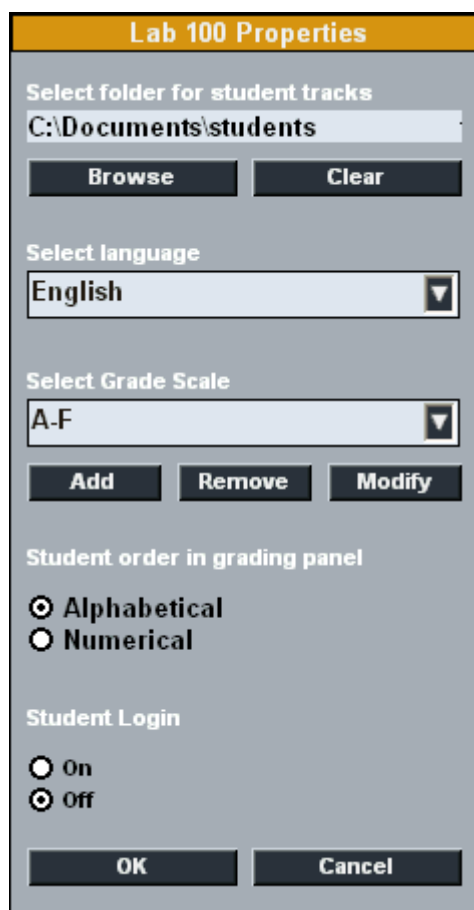 Lab 100 Properties
Select folder for student tracks
C:\Documents\students
Browse Clear
Select language
English
Select Grade Scale
A-F
Add Remove Modify
Student order in grading panel
Alphabetical
Numerical
Student Login
On
Off
OK Cancel